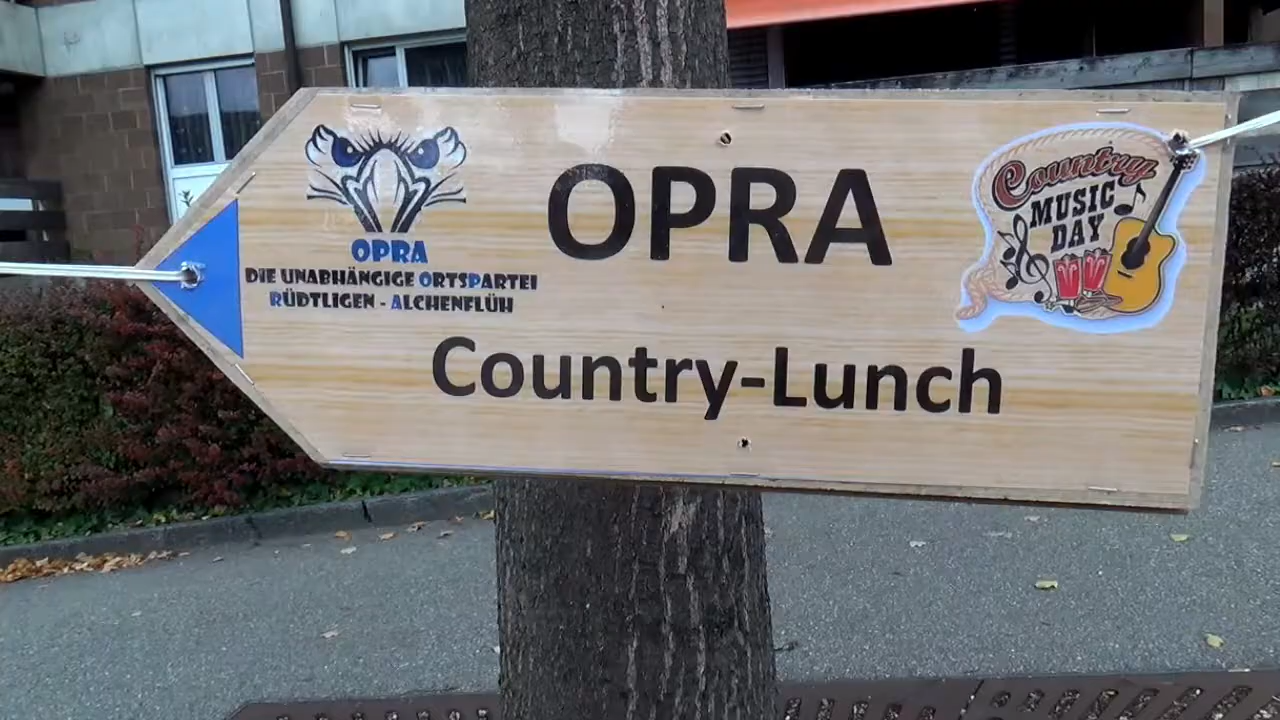 OPRA
DIE UNABHÄNGIGE ORTSPARTEI
RÜDTLIGEN - ALCHENFLÜH
OPRA
Country-Lunch
Country
MUSIC
DAY